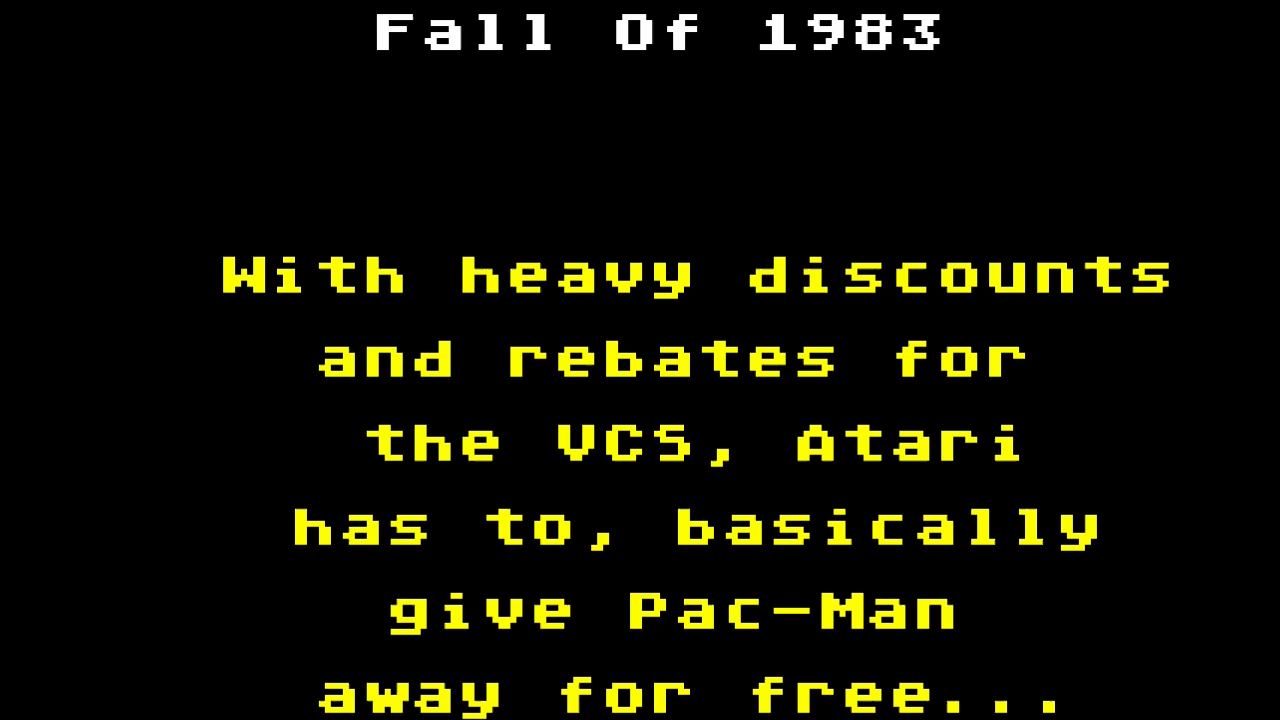 Fall Of 1983
With heavy discounts
and rebates for
the VCS, Atari
has to, basically
give Pac-Man
away for free...